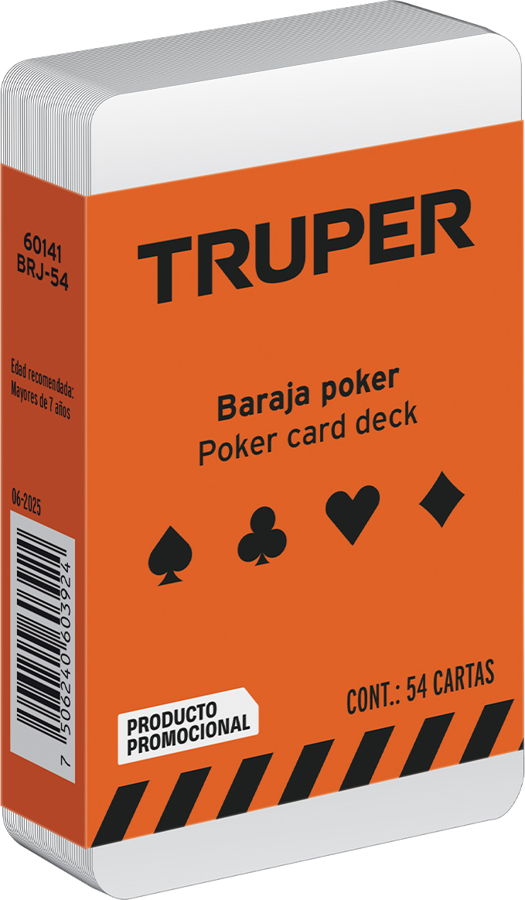 60141
BRJ-54
Edad recomendada:
Mayores de 7 años
06-2025
7 506240 603924
TRUPER
Baraja poker
Poker card deck
CONT.: 54 CARTAS
PRODUCTO
PROMOCIONAL